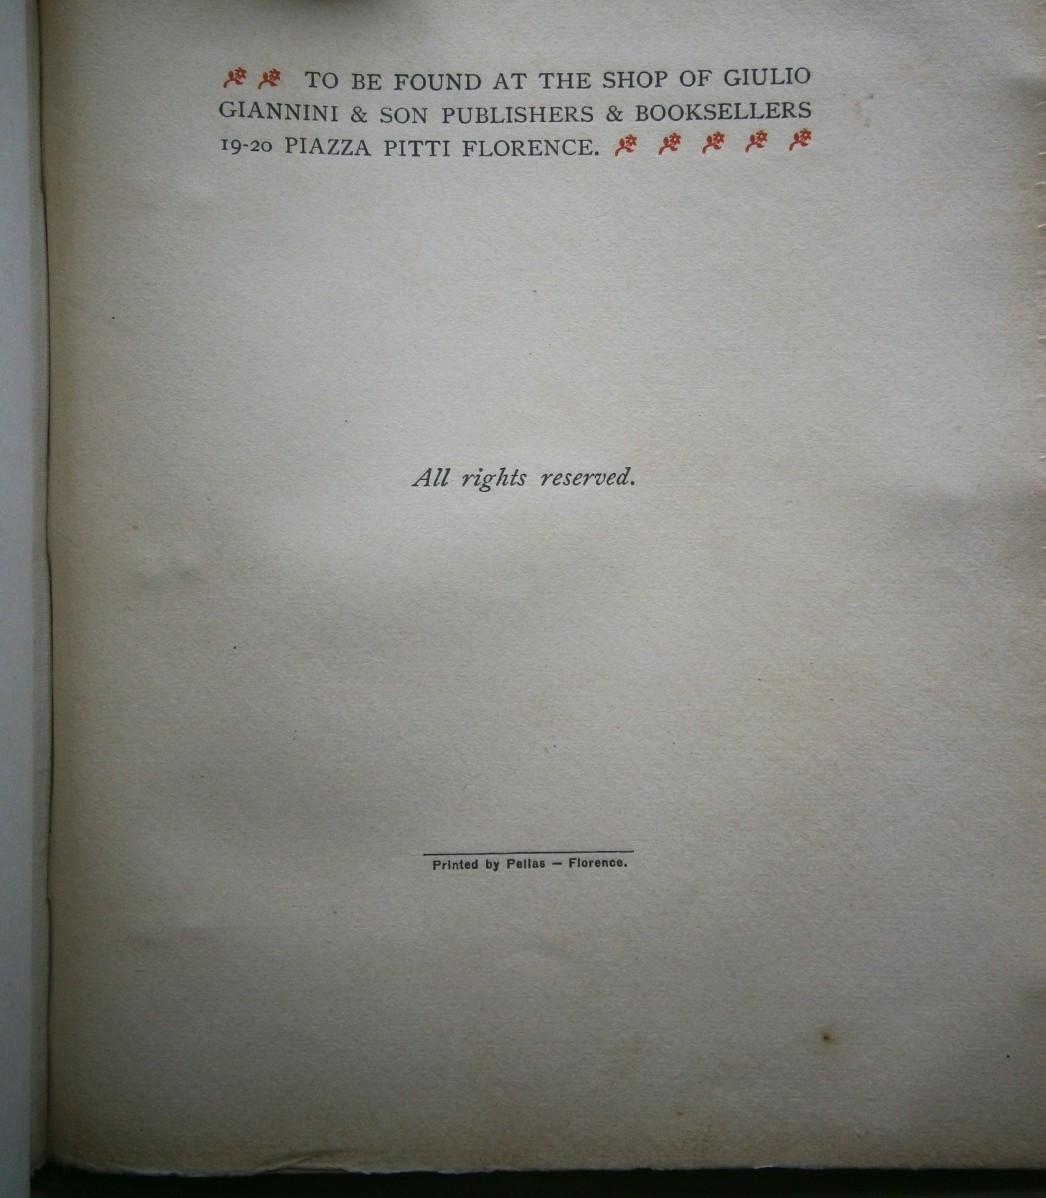 TO BE FOUND AT THE SHOP OF GIULIO
GIANNINI & SON PUBLISHERS & BOOKSELLERS
19-20 PIAZZA PITTI FLORENCE.
All rights reserved.
Printed by Pellas — Florence.